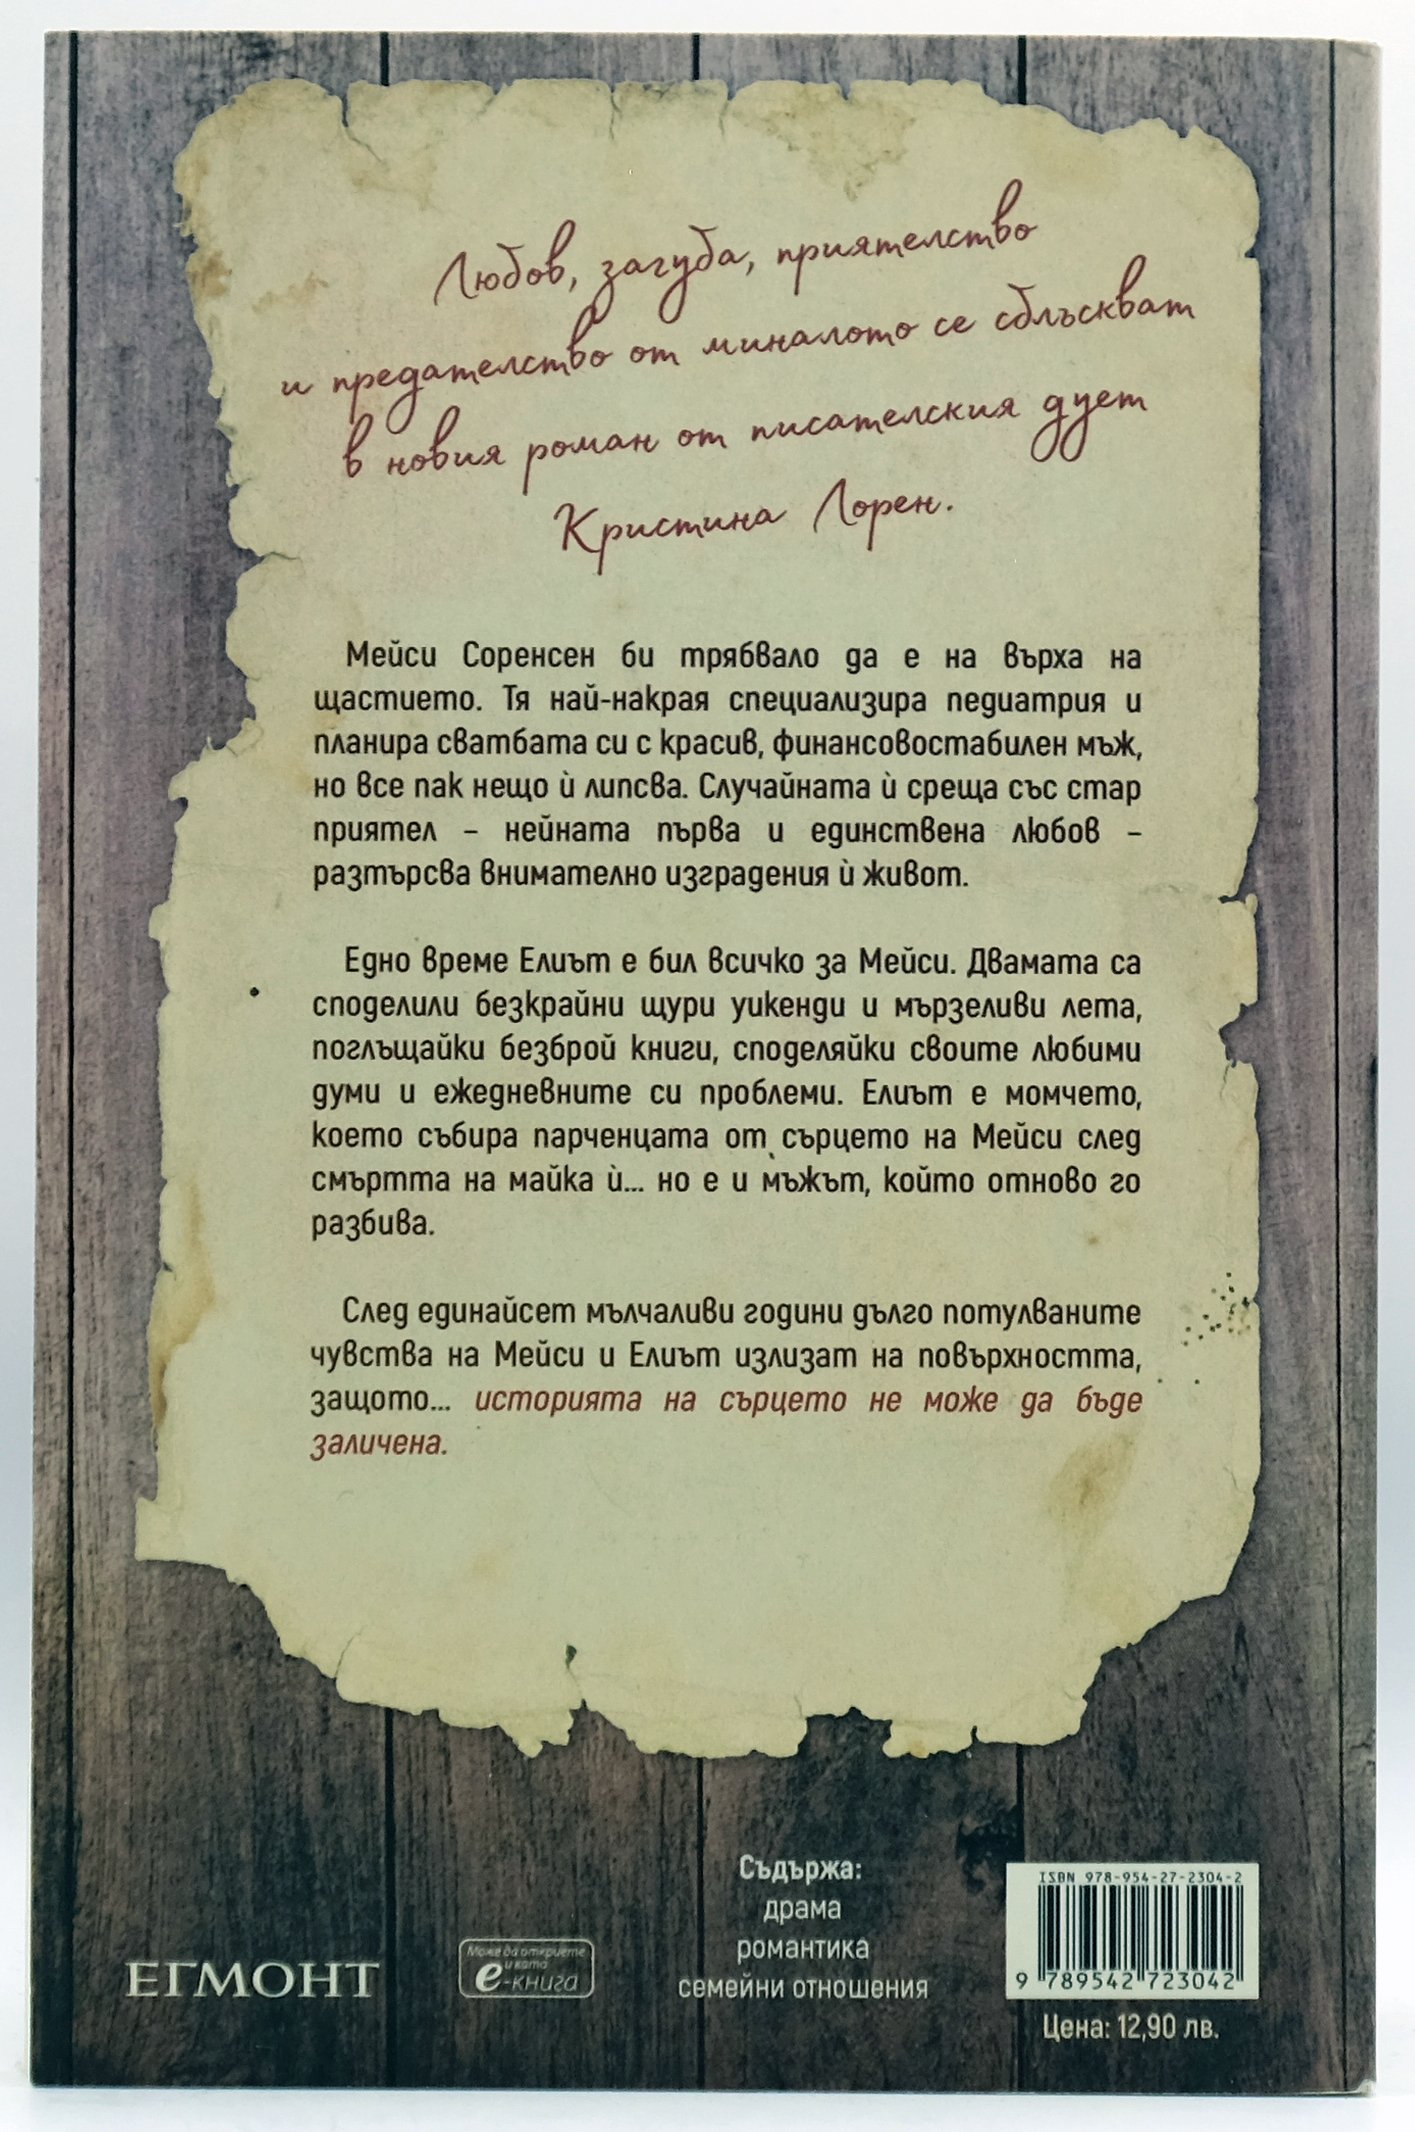 Любов, загуба, приятелство
и предателство от миналото се сблъскват
в новия роман от писателския дует
Кристина Лорен.
Мейси Соренсен би трябвало да е на върха на
щастието. Тя най-накрая специализира педиатрия и
планира сватбата си с красив, финансовостабилен мъж,
но все пак нещо ѝ липсва. Случайната ѝ среща със стар
приятел – нейната първа и единствена любов –
разтърсва внимателно изградения ѝ живот.
Едно време Елиът е бил всичко за Мейси. Двамата са
споделили безкрайни щури уикенди и мързеливи лета,
поглъщайки безброй книги, споделяйки своите любими
думи и ежедневните си проблеми. Елиът е момчето,
което събира парченцата от сърцето на Мейси след
смъртта на майка ѝ... но е и мъжът, който отново го
разбива.
След единайсет мълчаливи години дълго потулваните
чувства на Мейси и Елиът излизат на повърхността,
защото... историята на сърцето не може да бъде
заличена.
ЕГМОНТ
Може да откриете
и като
е-книга
Съдържа:
драма
романтика
семейни отношения
ISBN 978-954-27-2304-2
9 789542 723042
Цена: 12,90 лв.